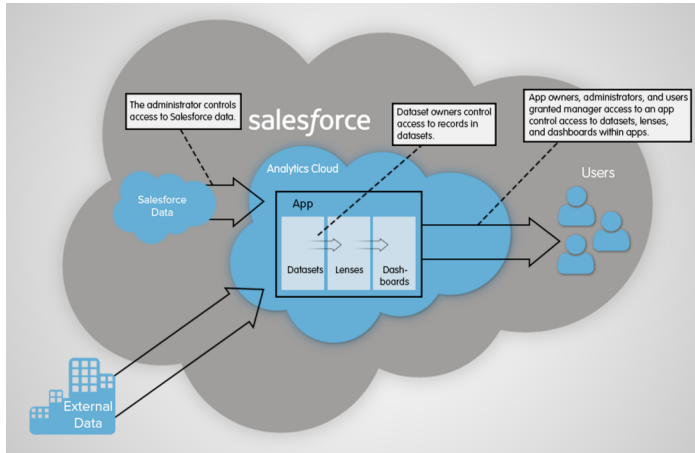 The administrator controls
access to Salesforce data.
salesforce
Dataset owners control
access to records in
datasets.
App owners, administrators, and users
granted manager access to an app
control access to datasets, lenses,
and dashboards within apps.
Analytics Cloud
Users
Salesforce
Data
App
Datasets
Lenses
Dash-
boards
External
Data